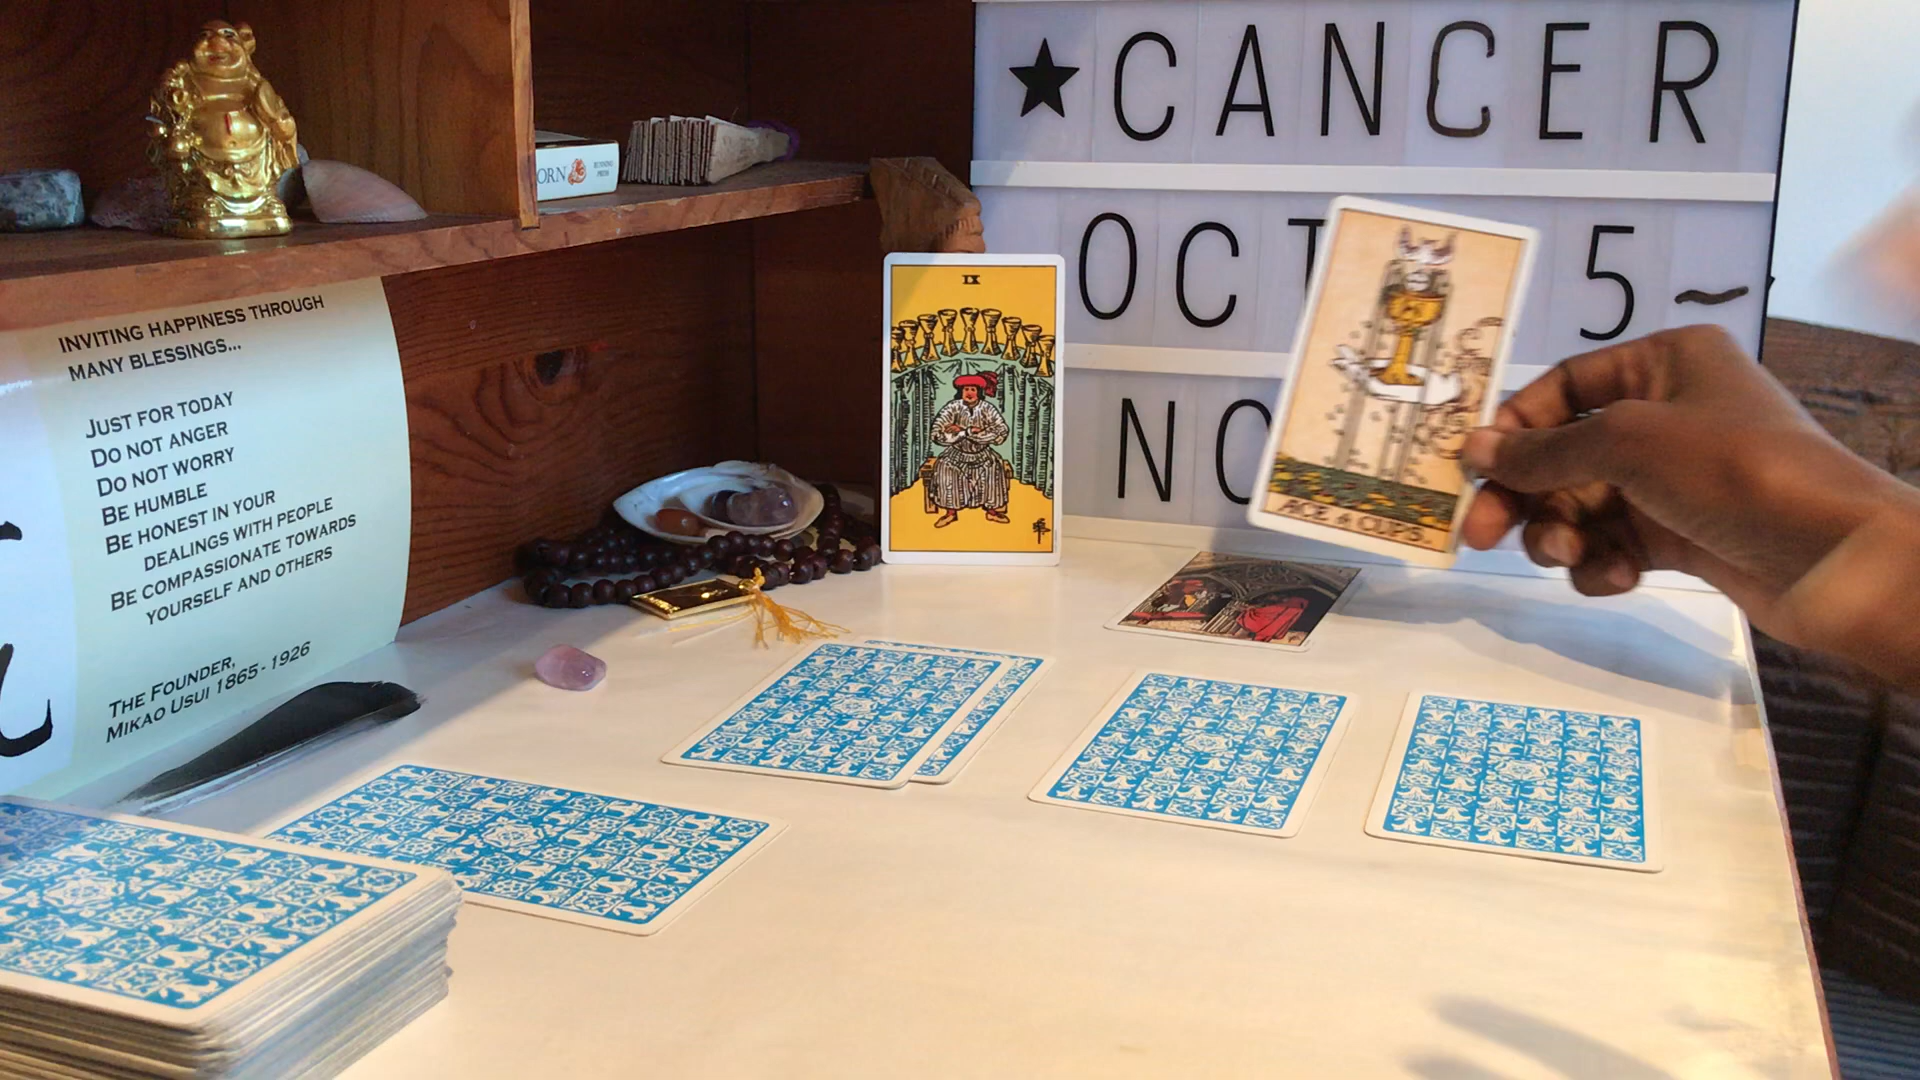 ★CANCER
OCT 5~
NO
ORN
RUNNING
PRESS
INVITING HAPPINESS THROUGH
MANY BLESSINGS...
JUST FOR TODAY
DO NOT ANGER
DO NOT WORRY
BE HUMBLE
BE HONEST IN YOUR
DEALINGS WITH PEOPLE
BE COMPASSIONATE TOWARDS
YOURSELF AND OTHERS
THE FOUNDER,
MIKAO USUI 1865-1926
IX
ACE of CUPS.